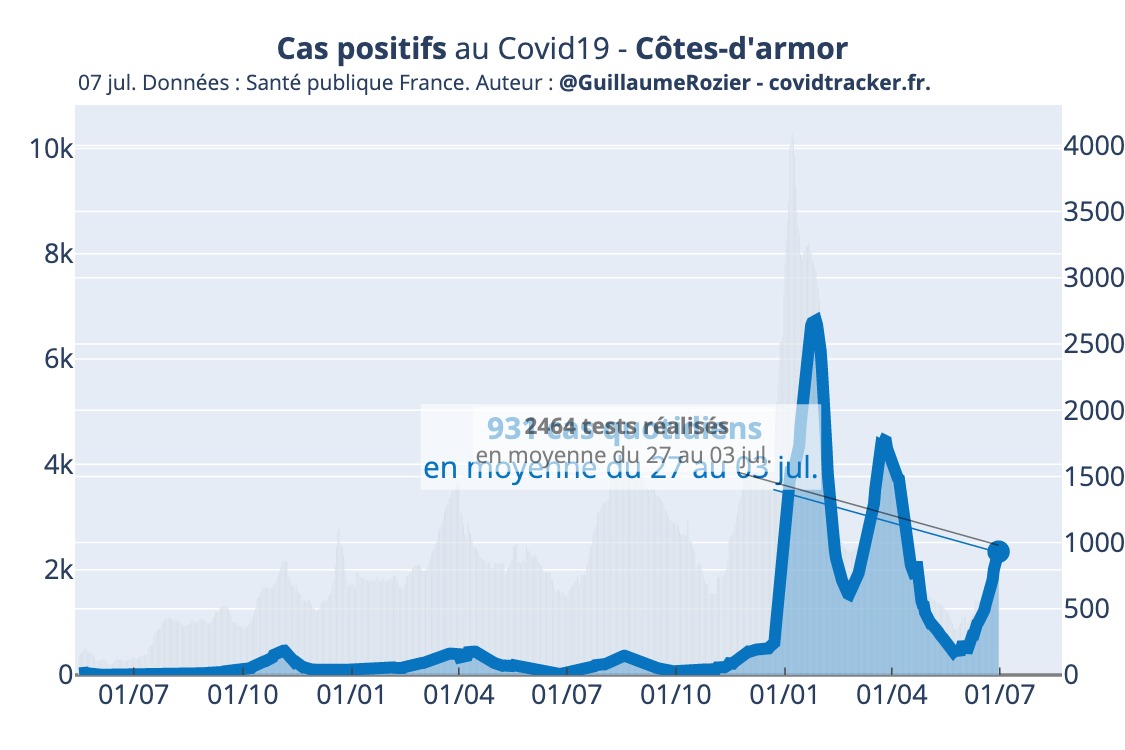 Cas positifs au Covid19 - Côtes-d'armor
07 jul. Données : Santé publique France. Auteur : @GuillaumeRozier - covidtracker.fr.
10k
8k
6k
4k
2k
0
4000
3500
3000
2500
2000
1500
1000
500
0
931 cas quotidiens
en moyenne du 27 au 03 jul.
2464 tests réalisés
en moyenne du 27 au 03 jul.
01/07
01/10
01/01
01/04
01/07
01/10
01/01
01/04
01/07